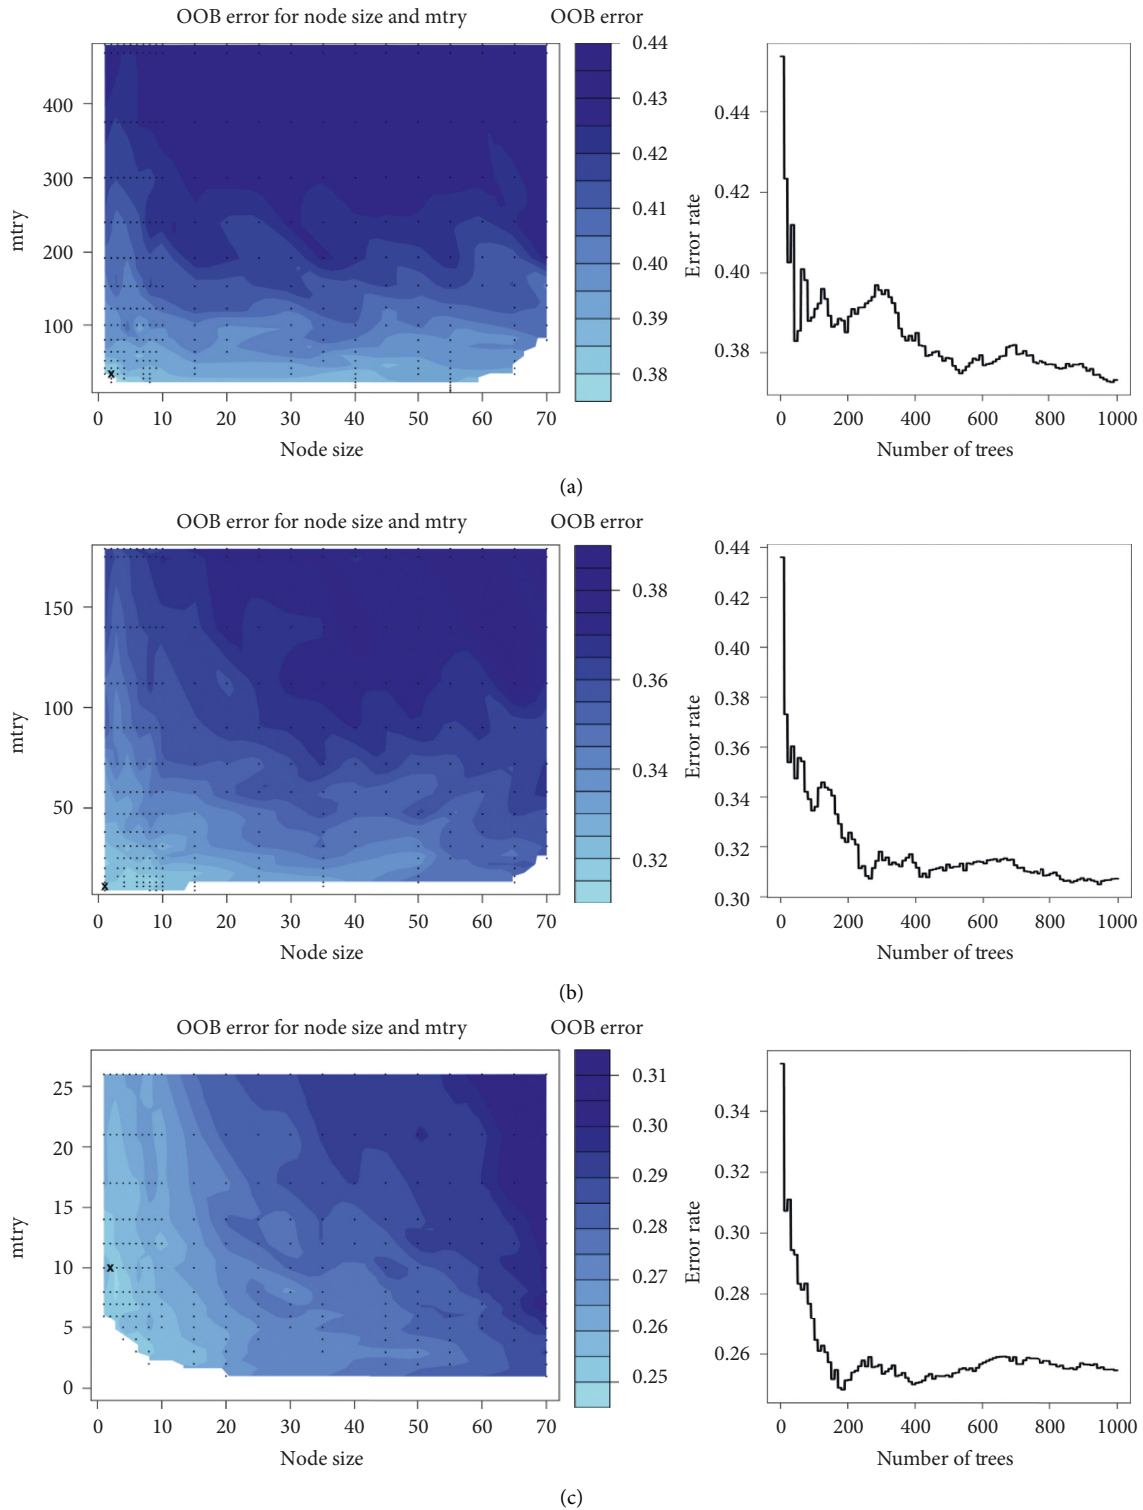 OOB error for node size and mtry
OOB error
mtry
400
300
200
100
0 10 20 30 40 50 60 70
Node size
0.44
0.43
0.42
0.41
0.40
0.39
0.38
Error rate
0.44
0.42
0.40
0.38
0 200 400 600 800 1000
Number of trees
(a)
OOB error for node size and mtry
OOB error
mtry
150
100
50
0 10 20 30 40 50 60 70
Node size
0.38
0.36
0.34
0.32
Error rate
0.44
0.42
0.40
0.38
0.36
0.34
0.32
0.30
0 200 400 600 800 1000
Number of trees
(b)
OOB error for node size and mtry
OOB error
mtry
25
20
15
10
5
0
0 10 20 30 40 50 60 70
Node size
0.31
0.30
0.29
0.28
0.27
0.26
0.25
Error rate
0.34
0.32
0.30
0.28
0.26
0 200 400 600 800 1000
Number of trees
(c)